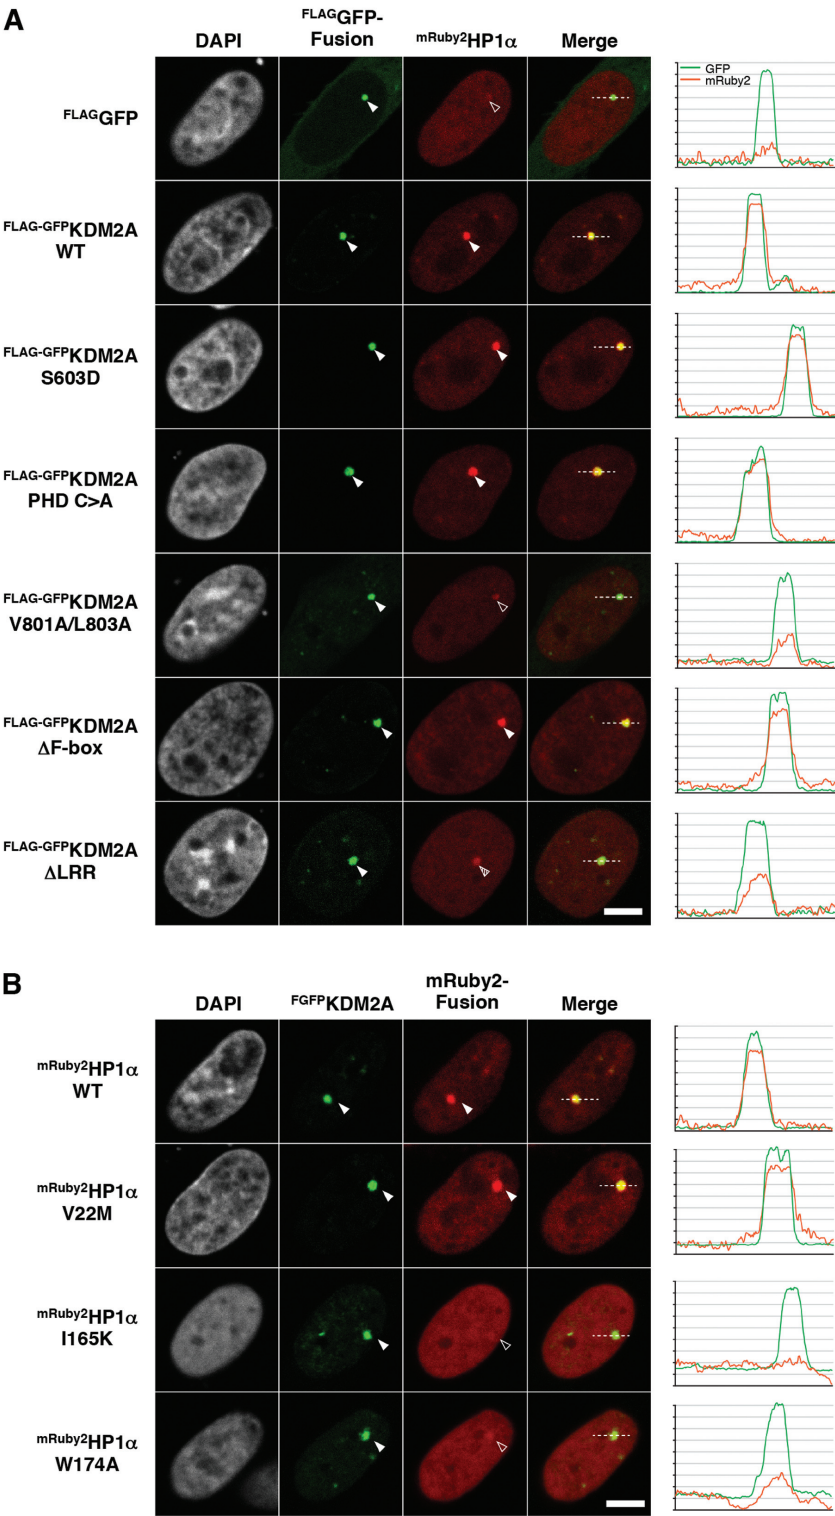 A
DAPI
FLAGGFP-
Fusion
mRuby2HP1α
Merge
GFP
mRuby2
FLAGGFP
FLAG-GFPKDM2A
WT
FLAG-GFPKDM2A
S603D
FLAG-GFPKDM2A
PHD C>A
FLAG-GFPKDM2A
V801A/L803A
FLAG-GFPKDM2A
ΔF-box
FLAG-GFPKDM2A
ΔLRR
B
DAPI
FGFPKDM2A
mRuby2-
Fusion
Merge
mRuby2HP1α
WT
mRuby2HP1α
V22M
mRuby2HP1α
I165K
mRuby2HP1α
W174A